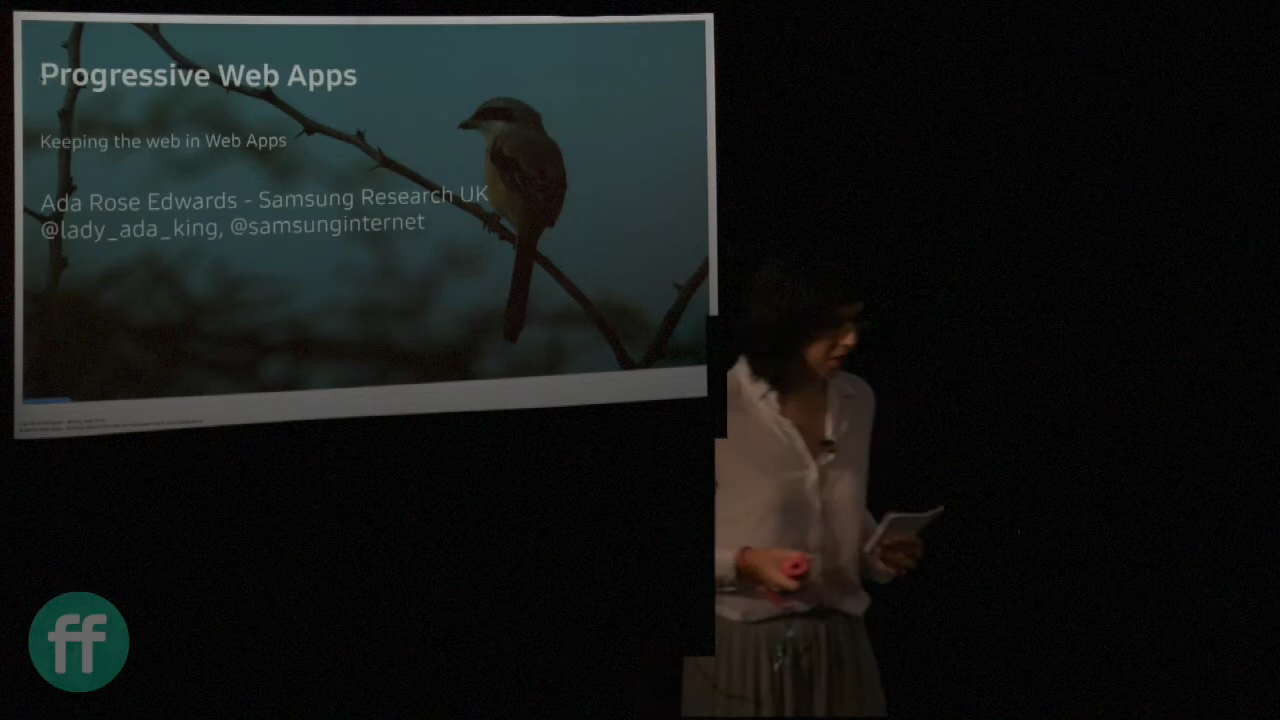 Progressive Web Apps
Keeping the web in Web Apps
Ada Rose Edwards - Samsung Research UK
@lady_ada_king, @samsunginternet
ff